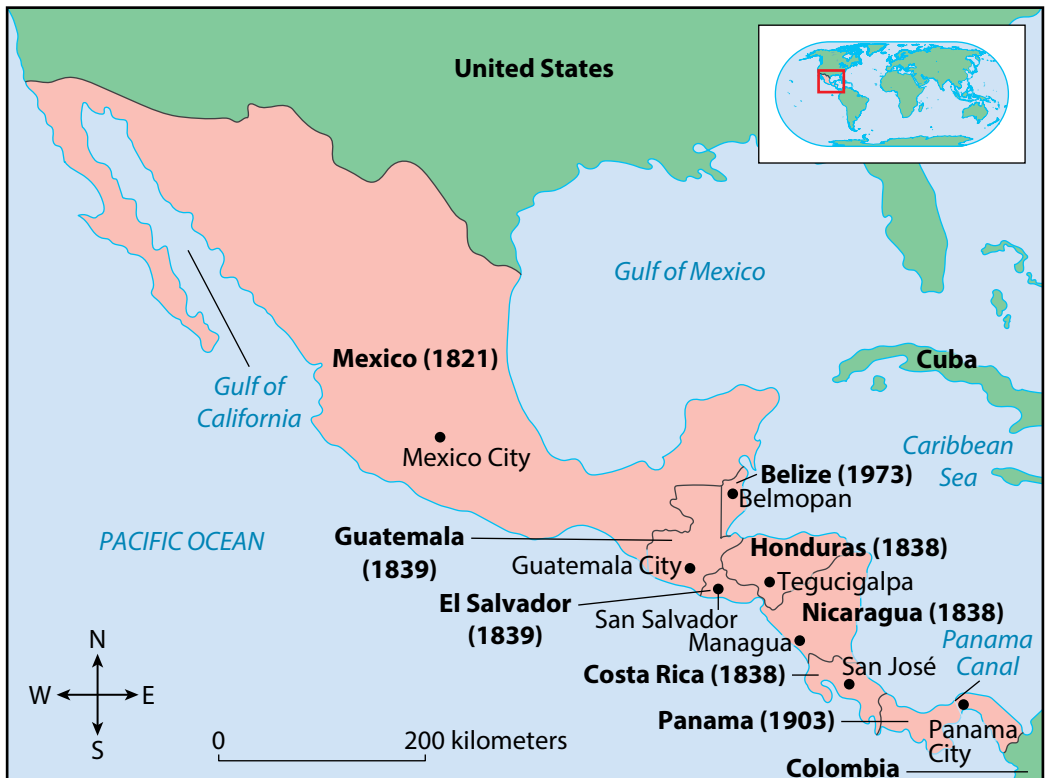 United States
Gulf of Mexico
Mexico (1821)
Cuba
Gulf of
California
Mexico City
Caribbean
Sea
Belize (1973)
Belmopan
PACIFIC OCEAN
Guatemala
(1839)
Honduras (1838)
Guatemala City
Tegucigalpa
El Salvador
(1839)
San Salvador
Nicaragua (1838)
Managua
Panama
Canal
Costa Rica (1838)
San José
N
W
E
S
Panama (1903)
Panama
City
0
200 kilometers
Colombia